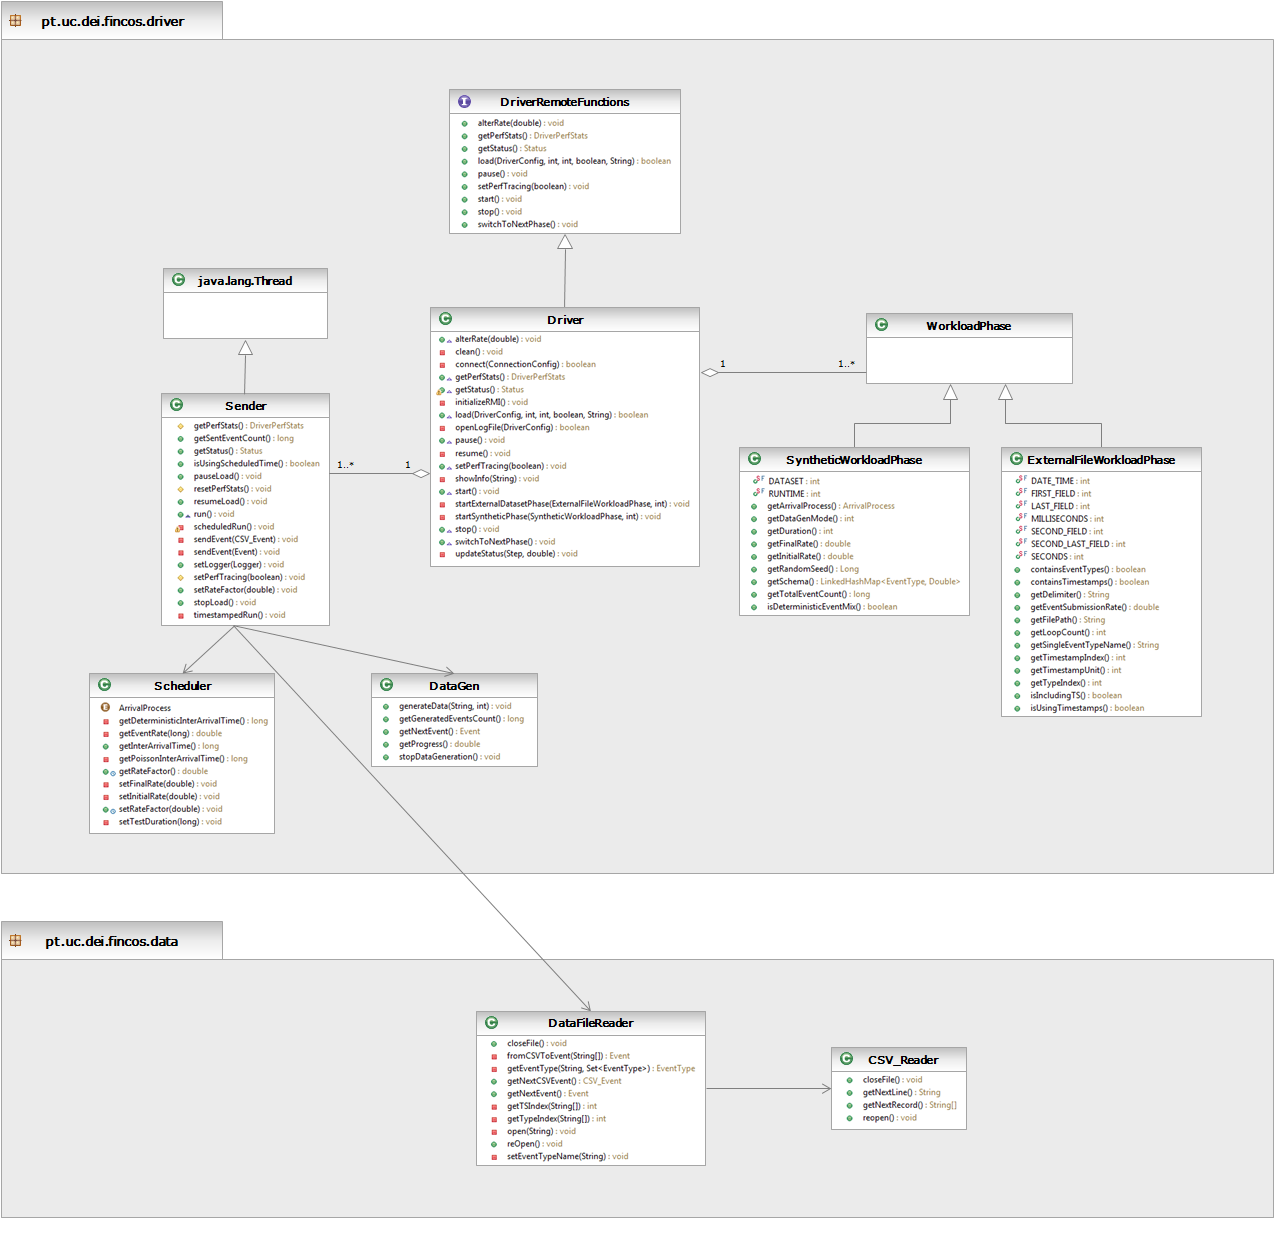 pt.uc.dei.fincos.driver
DriverRemoteFunctions
alterRate(double) : void
getPerfStats() : DriverPerfStats
getStatus() : Status
load(DriverConfig, int, int, boolean, String) : boolean
pause() : void
setPerfTracing(boolean) : void
start() : void
stop() : void
switchToNextPhase() : void
java.lang.Thread
Driver
alterRate(double) : void
clean() : void
connect(ConnectionConfig) : boolean
getPerfStats() : DriverPerfStats
getStatus() : Status
initializeRMI() : void
load(DriverConfig, int, int, boolean, String) : boolean
openLogFile(DriverConfig) : boolean
pause() : void
resume() : void
setPerfTracing(boolean) : void
showInfo(String) : void
start() : void
startExternalDatasetPhase(ExternalFileWorkloadPhase, int) : void
startSyntheticPhase(SyntheticWorkloadPhase, int) : void
stop() : void
switchToNextPhase() : void
updateStatus(Step, double) : void
1
1..*
WorkloadPhase
Sender
getPerfStats() : DriverPerfStats
getSentEventCount() : long
getStatus() : Status
isUsingScheduledTime() : boolean
pauseLoad() : void
resetPerfStats() : void
resumeLoad() : void
run() : void
scheduledRun() : void
sendEvent(CSV_Event) : void
sendEvent(Event) : void
setLogger(Logger) : void
setPerfTracing(boolean) : void
setRateFactor(double) : void
stopLoad() : void
timestampedRun() : void
1..*
1
SyntheticWorkloadPhase
DATASET : int
RUNTIME : int
getArrivalProcess() : ArrivalProcess
getDataGenMode() : int
getDuration() : int
getFinalRate() : double
getInitialRate() : double
getRandomSeed() : Long
getSchema() : LinkedHashMap<EventType, Double>
getTotalEventCount() : long
isDeterministicEventMix() : boolean
ExternalFileWorkloadPhase
DATE_TIME : int
FIRST_FIELD : int
LAST_FIELD : int
MILLISECONDS : int
SECOND_FIELD : int
SECOND_LAST_FIELD : int
SECONDS : int
containsEventTypes() : boolean
containsTimestamps() : boolean
getDelimiter() : String
getEventSubmissionRate() : double
getFilePath() : String
getLoopCount() : int
getSingleEventTypeName() : String
getTimestampIndex() : int
getTimestampUnit() : int
getTypeIndex() : int
isIncludingTS() : boolean
isUsingTimestamps() : boolean
Scheduler
ArrivalProcess
getDeterministicInterArrivalTime() : long
getEventRate(long) : double
getInterArrivalTime() : long
getPoissonInterArrivalTime() : long
getRateFactor() : double
setFinalRate(double) : void
setInitialRate(double) : void
setRateFactor(double) : void
setTestDuration(long) : void
DataGen
generateData(String, int) : void
getGeneratedEventsCount() : long
getNextEvent() : Event
getProgress() : double
stopDataGeneration() : void
pt.uc.dei.fincos.data
DataFileReader
closeFile() : void
fromCSVToEvent(String[]) : Event
getEventType(String, Set<EventType>) : EventType
getNextCSVEvent() : CSV_Event
getNextEvent() : Event
getTSIndex(String[]) : int
getTypeIndex(String[]) : int
open(String) : void
reOpen() : void
setEventTypeName(String) : void
CSV_Reader
closeFile() : void
getNextLine() : String
getNextRecord() : String[]
reopen() : void